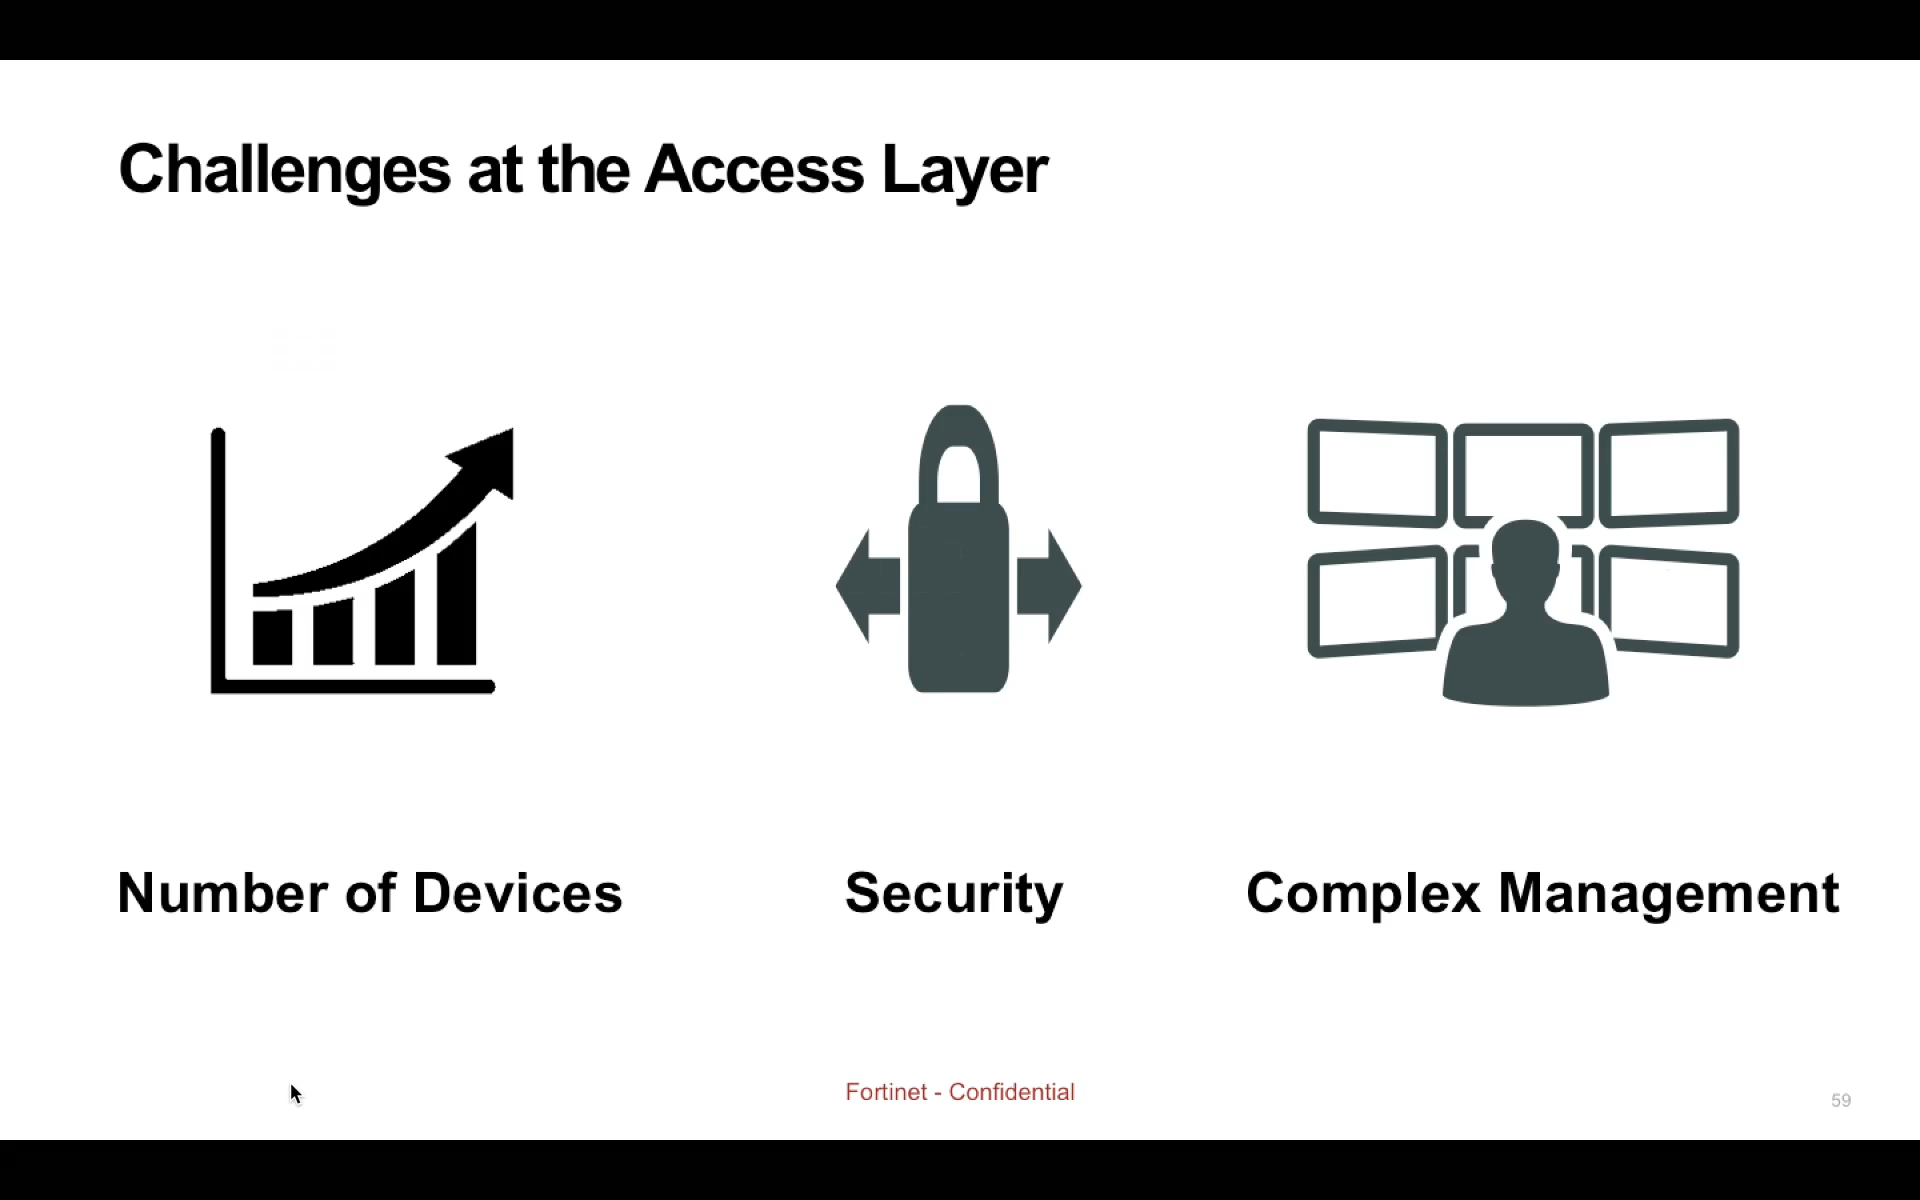 Challenges at the Access Layer
Number of Devices
Security
Complex Management
Fortinet - Confidential
59